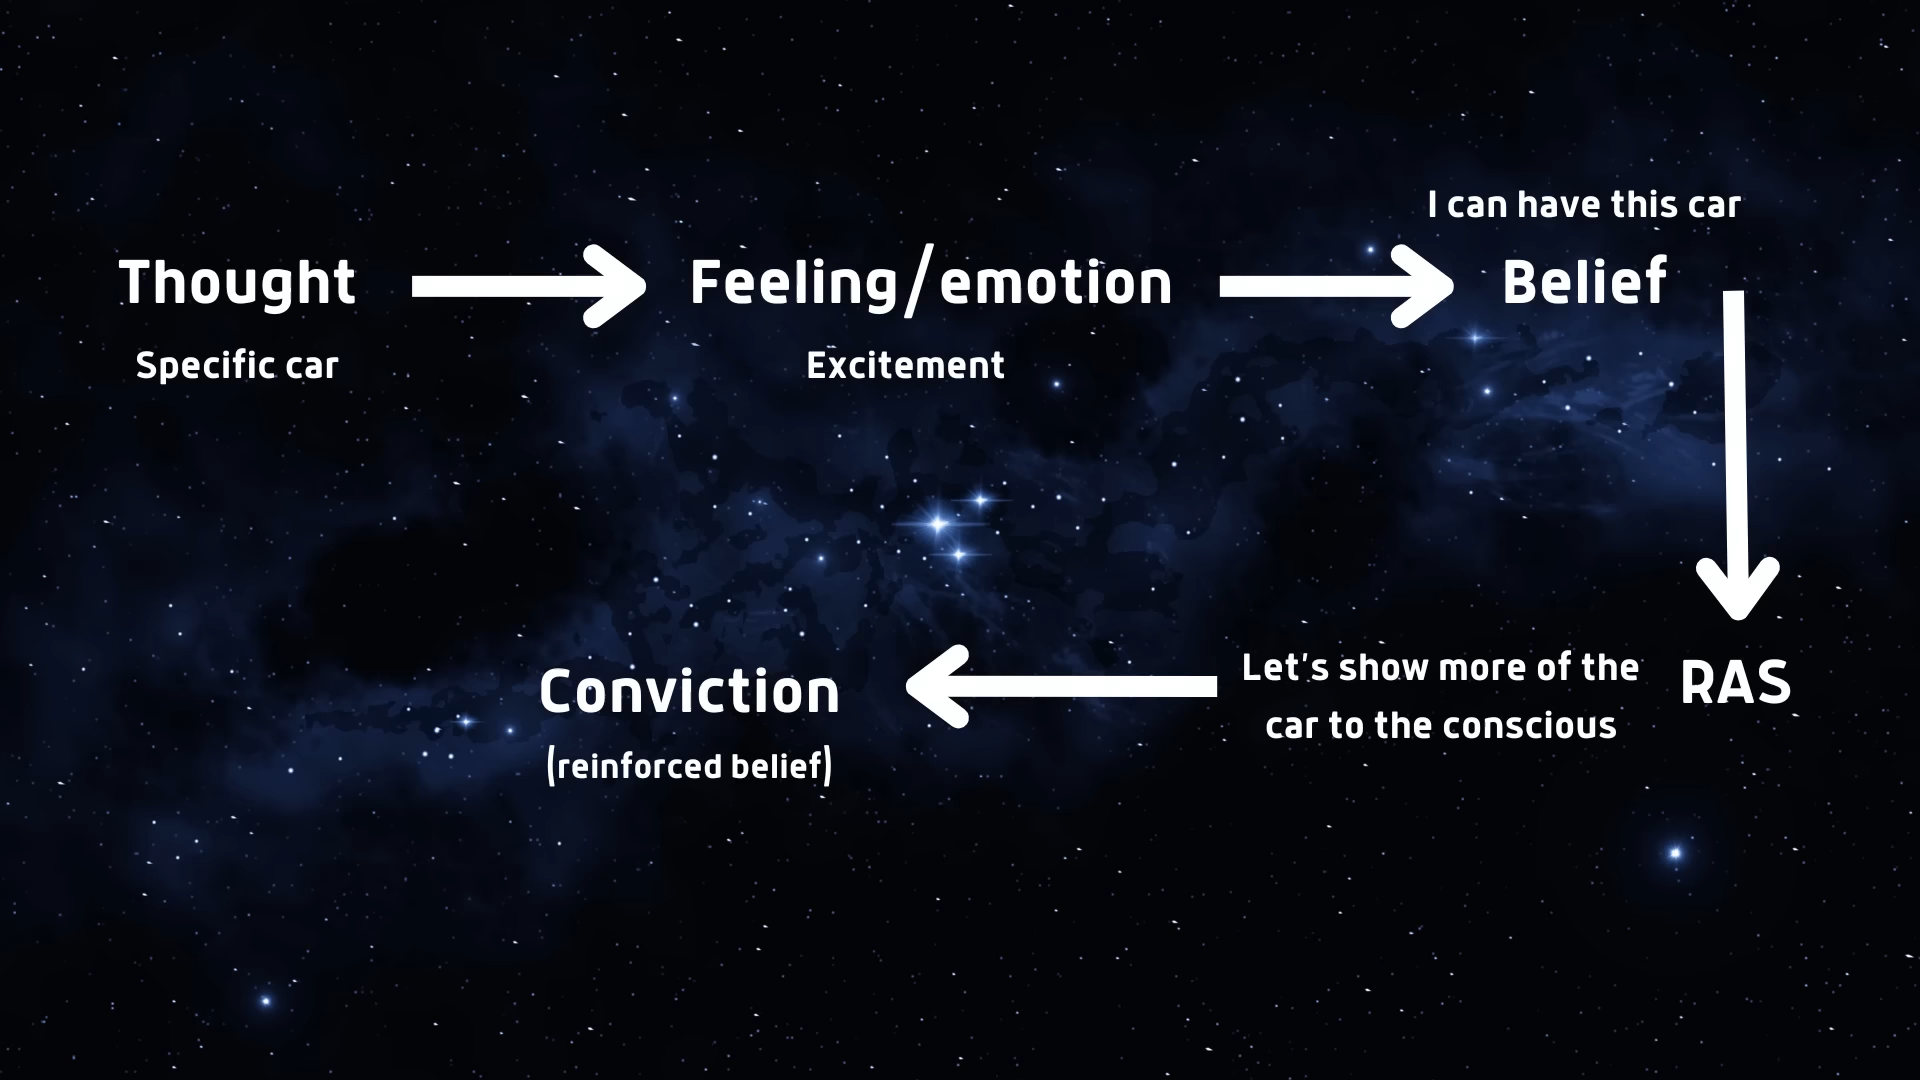 I can have this car
Thought
Feeling/emotion
Belief
Specific car
Excitement
RAS
Let's show more of the
car to the conscious
Conviction
(reinforced belief)